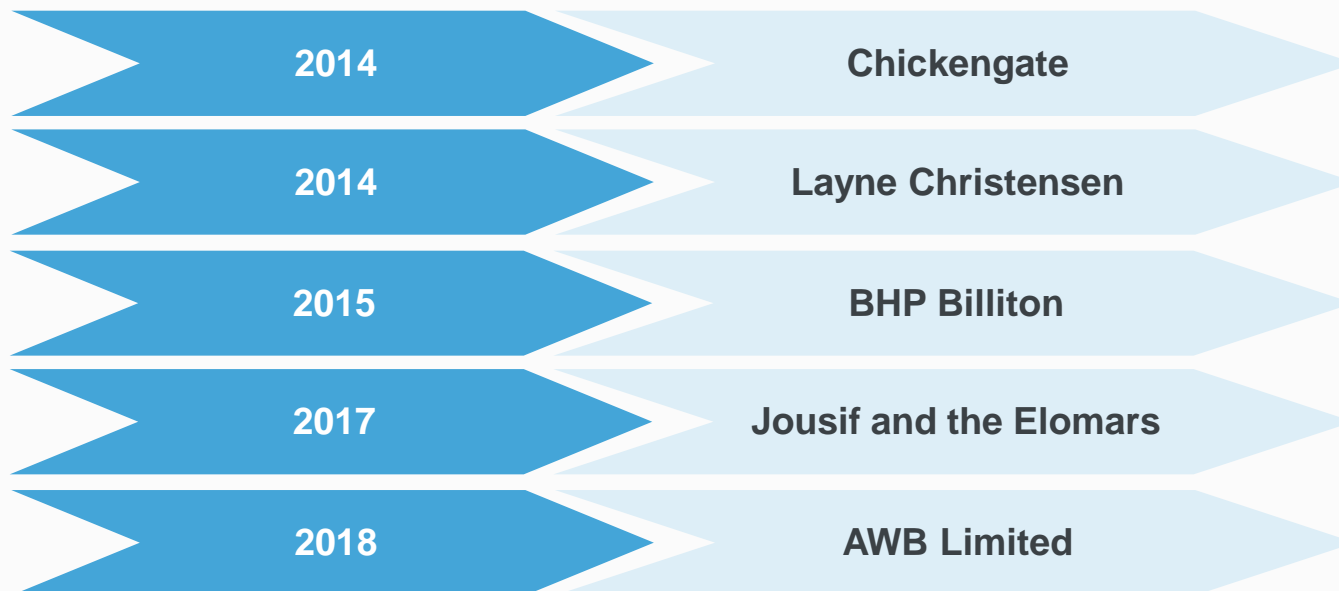 2014 Chickengate
2014 Layne Christensen
2015 BHP Billiton
2017 Jousif and the Elomars
2018 AWB Limited